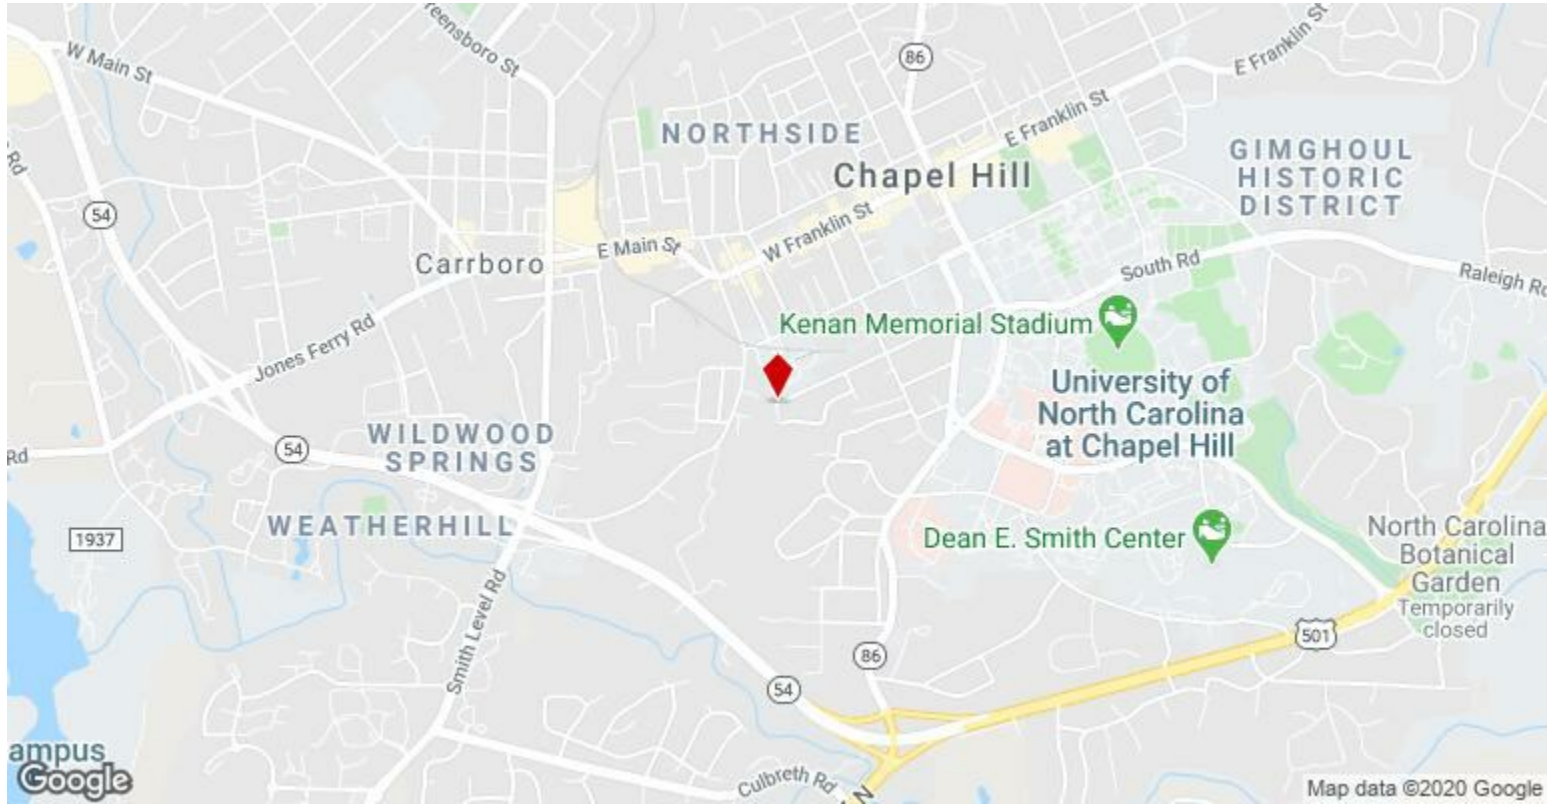 reensboro St
86
E Franklin St
W Main St
E Franklin St
NORTHSIDE
GIMGHOUL
HISTORIC
DISTRICT
Rd
Chapel Hill
54
W Franklin St
E Main St
Carrboro
South Rd
Raleigh Rd
Kenan Memorial Stadium
Jones Ferry Rd
University of
North Carolina
at Chapel Hill
WILDWOOD
SPRINGS
54
Rd
WEATHERHILL
1937
Dean E. Smith Center
North Carolina
Botanical
Garden
Temporarily
closed
Smith Level Rd
501
86
54
ampus
Google
Culbreth Rd
N
Map data ©2020 Google